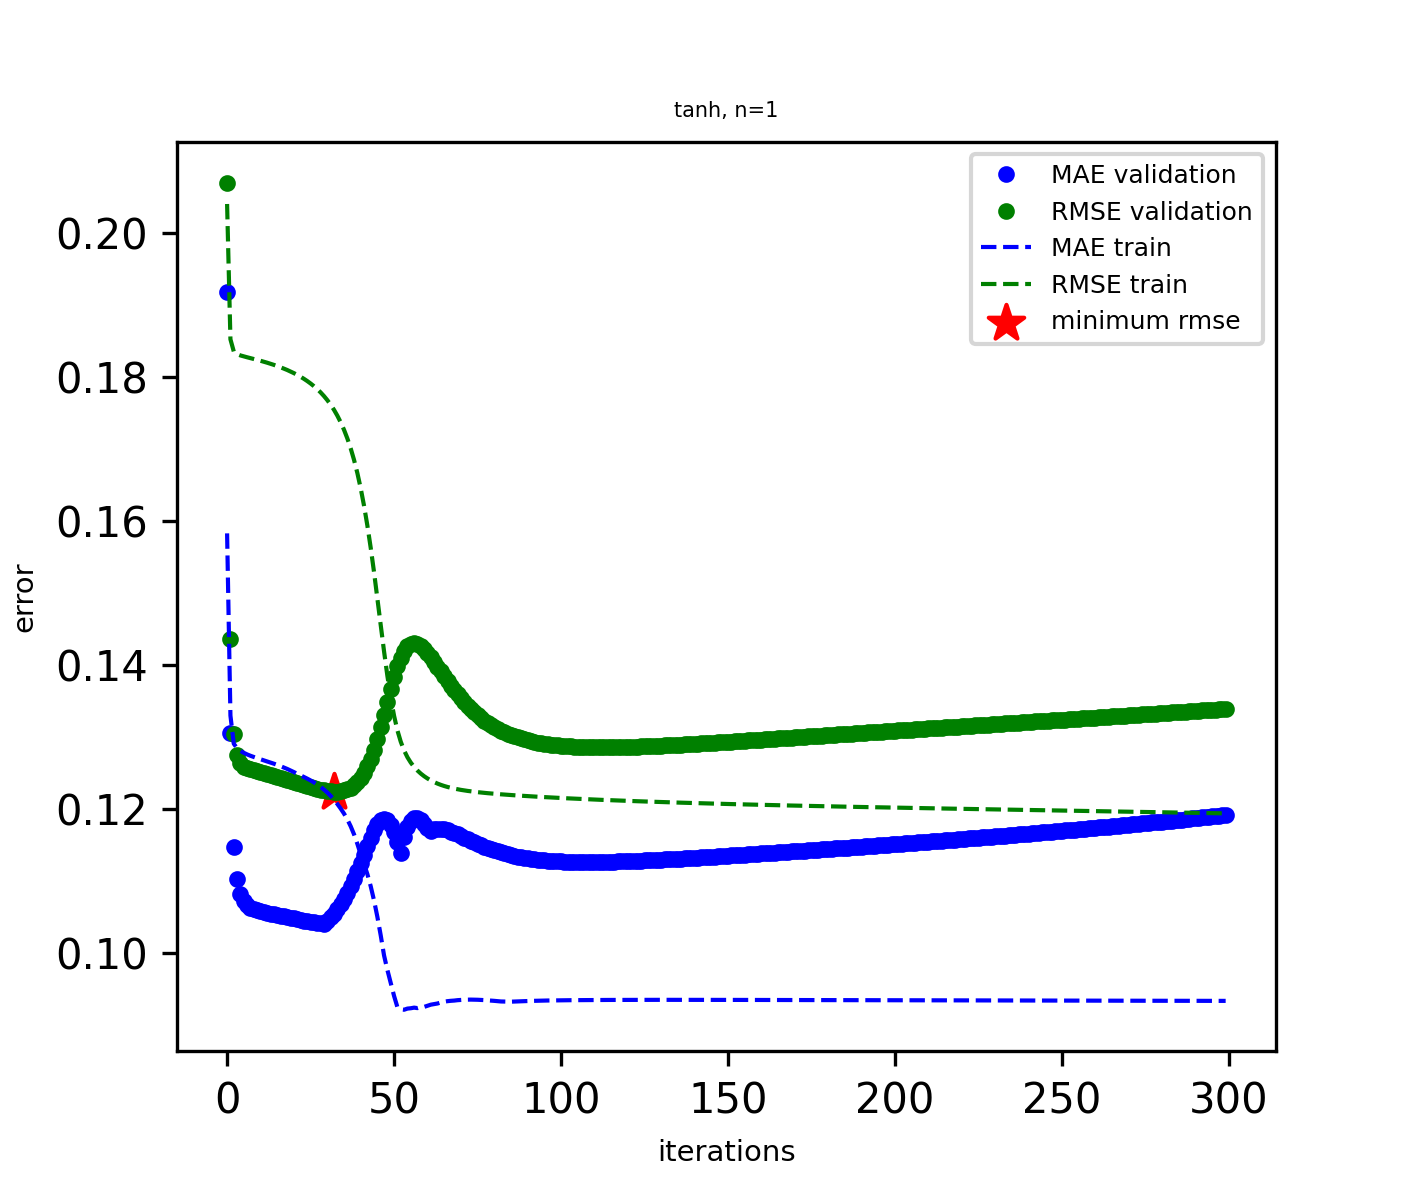 tanh, n=1
MAE validation
RMSE validation
MAE train
RMSE train
minimum rmse
error
0.20
0.18
0.16
0.14
0.12
0.10
0 50 100 150 200 250 300
iterations